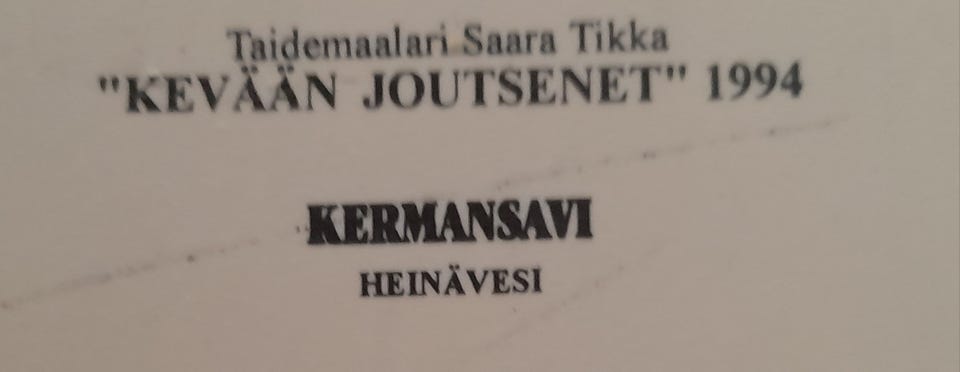 Taidemaalari Saara Tikka
"KEVÄÄN JOUTSENET" 1994
KERMANSAVI
HEINÄVESI